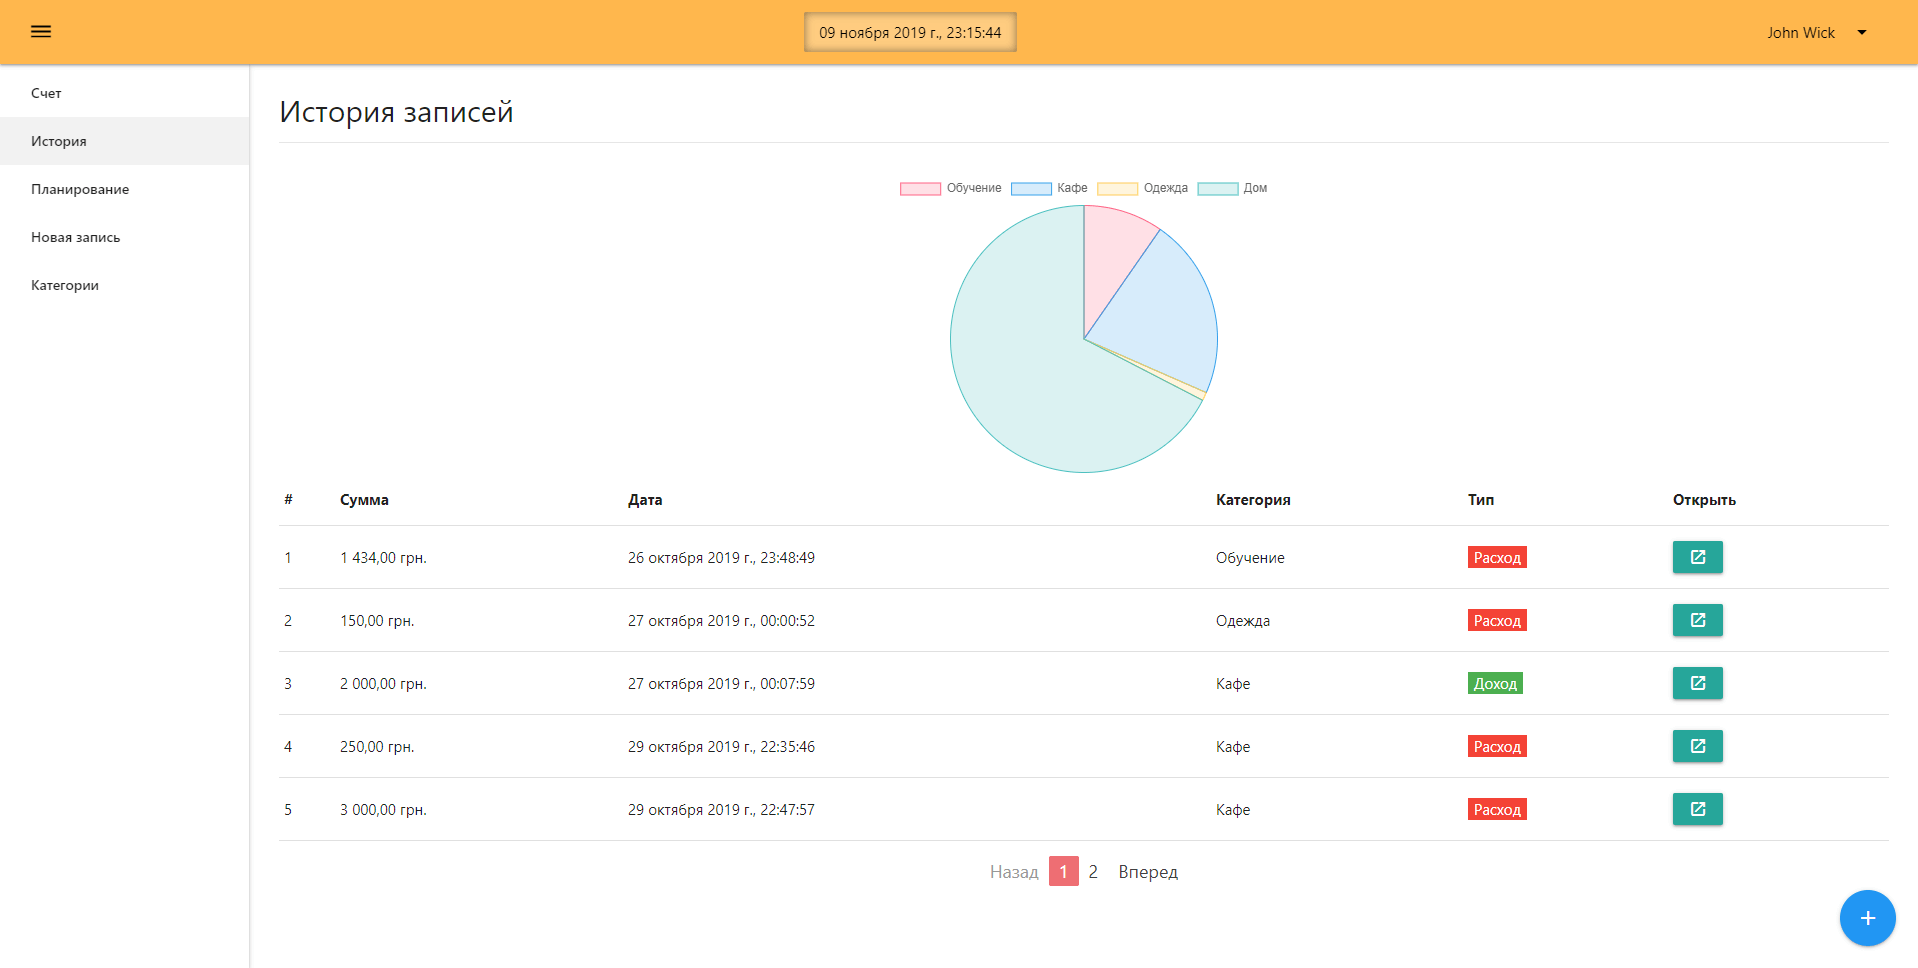 09 ноября 2019 г., 23:15:44
John Wick
Счет
История
Планирование
Новая запись
Категории
История записей
Обучение Кафе Одежда Дом
# Сумма Дата Категория Тип Открыть
1 1 434,00 грн. 26 октября 2019 г., 23:48:49 Обучение Расход
2 150,00 грн. 27 октября 2019 г., 00:00:52 Одежда Расход
3 2 000,00 грн. 27 октября 2019 г., 00:07:59 Кафе Доход
4 250,00 грн. 29 октября 2019 г., 22:35:46 Кафе Расход
5 3 000,00 грн. 29 октября 2019 г., 22:47:57 Кафе Расход
Назад 1 2 Вперед